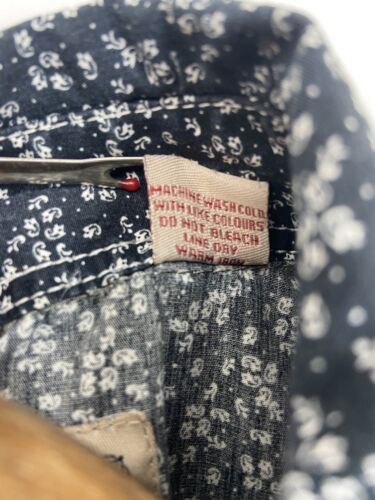 MACHINE WASH COLD
WITH LIKE COLOURS
DO NOT BLEACH
LINE DRY
WARM IRON